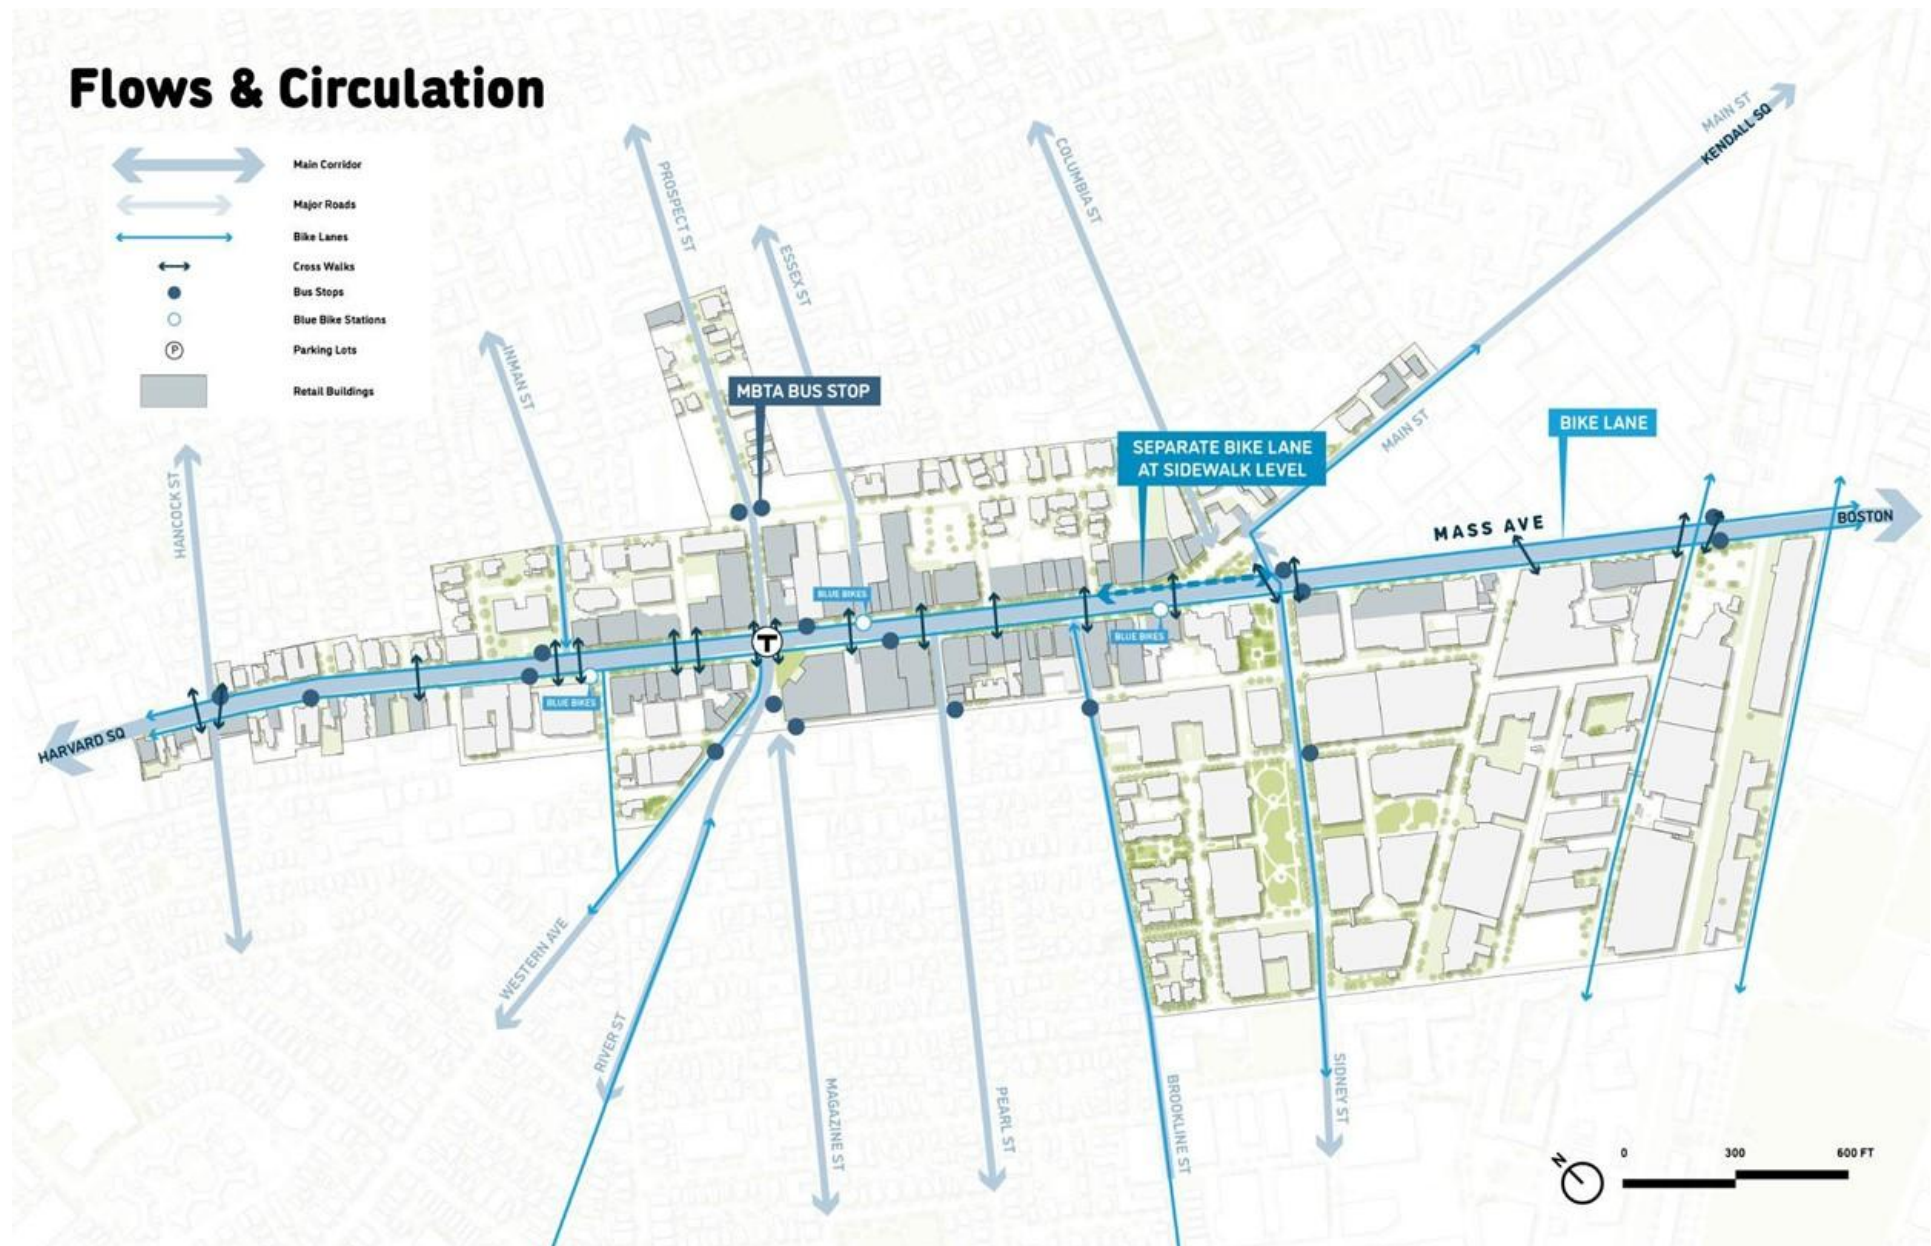 Flows & Circulation
Main Corridor
Major Roads
Bike Lanes
Cross Walks
Bus Stops
Blue Bike Stations
P
Parking Lots
Retail Buildings
MAIN ST
KENDALL SQ
PROSPECT ST
COLUMBIA ST
ESSEX ST
INMAN ST
MBTA BUS STOP
HANCOCK ST
SEPARATE BIKE LANE
AT SIDEWALK LEVEL
MAIN ST
BIKE LANE
MASS AVE
BOSTON
BLUE BIKES
T
BLUE BIKES
BLUE BIKES
HARVARD SQ
WESTERN AVE
RIVER ST
MAGAZINE ST
PEARL ST
BROOKLINE ST
SIDNEY ST
N
0 300 600 FT